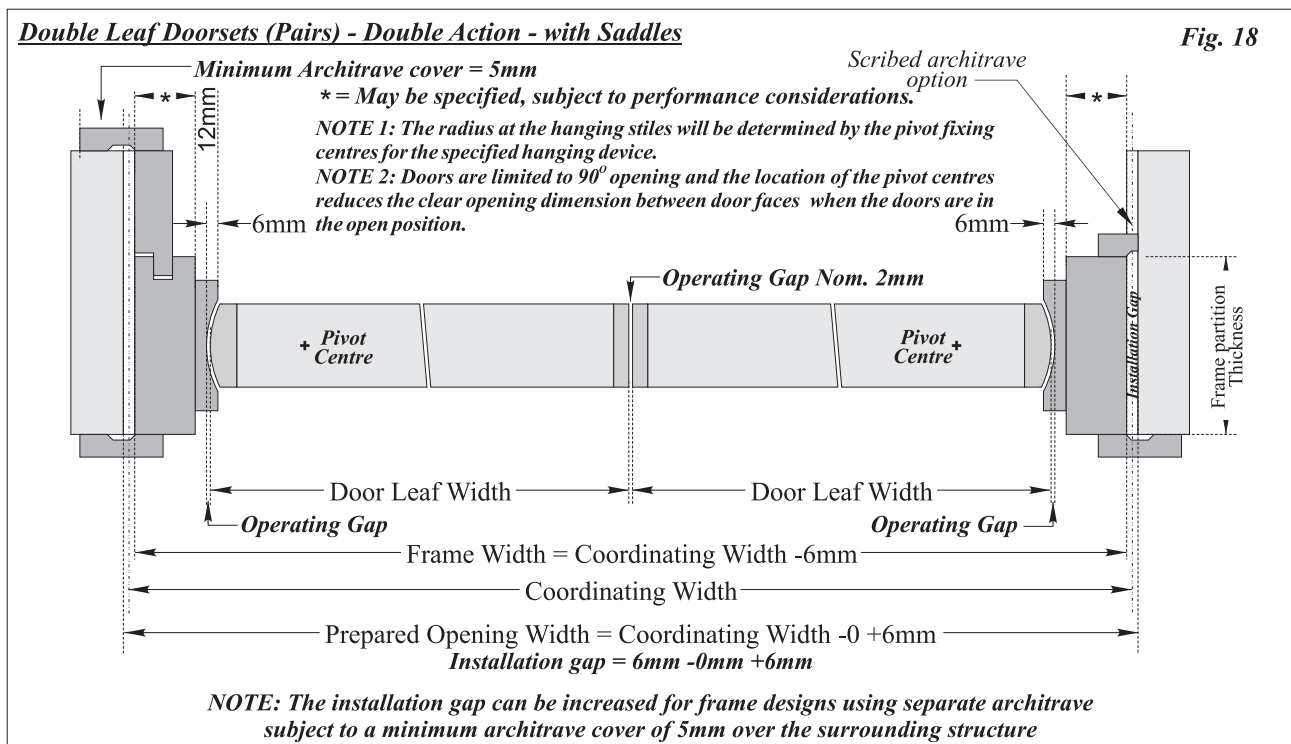 Double Leaf Doorsets (Pairs) - Double Action - with Saddles
Fig. 18
Minimum Architrave cover = 5mm
Scribed architrave
option
*
* = May be specified, subject to performance considerations.
*
12mm
NOTE 1: The radius at the hanging stiles will be determined by the pivot fixing
centres for the specified hanging device.
NOTE 2: Doors are limited to 90° opening and the location of the pivot centres
reduces the clear opening dimension between door faces when the doors are in
the open position.
6mm
6mm
Operating Gap Nom. 2mm
+ Pivot
Centre
Pivot +
Centre
Installation Gap
Frame partition
Thickness
Door Leaf Width
Door Leaf Width
Operating Gap
Operating Gap
Frame Width = Coordinating Width -6mm
Coordinating Width
Prepared Opening Width = Coordinating Width -0 +6mm
Installation gap = 6mm -0mm +6mm
NOTE: The installation gap can be increased for frame designs using separate architrave
subject to a minimum architrave cover of 5mm over the surrounding structure